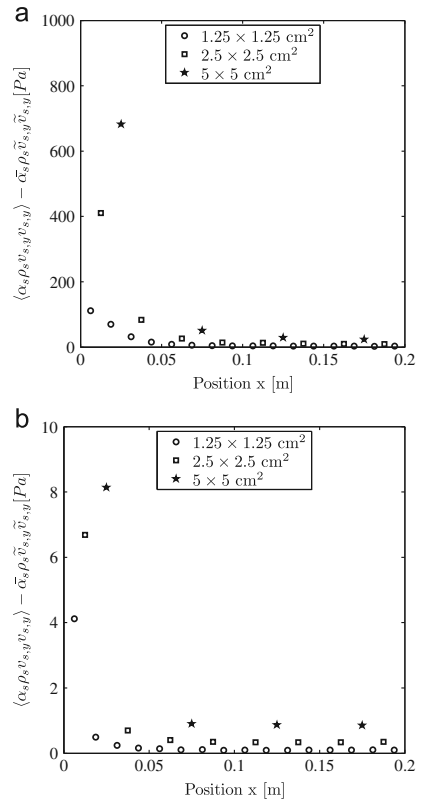 a
1000
800
600
400
200
0
0 0.05 0.1 0.15 0.2
⟨α_s ρ_s v_{s,y} v_{s,y}⟩ − ᾱ_s ρ_s ṽ_{s,y} ṽ_{s,y} [Pa]
Position x [m]
1.25 × 1.25 cm²
2.5 × 2.5 cm²
5 × 5 cm²
b
10
8
6
4
2
0
0 0.05 0.1 0.15 0.2
⟨α_s ρ_s v_{s,y} v_{s,y}⟩ − ᾱ_s ρ_s ṽ_{s,y} ṽ_{s,y} [Pa]
Position x [m]
1.25 × 1.25 cm²
2.5 × 2.5 cm²
5 × 5 cm²